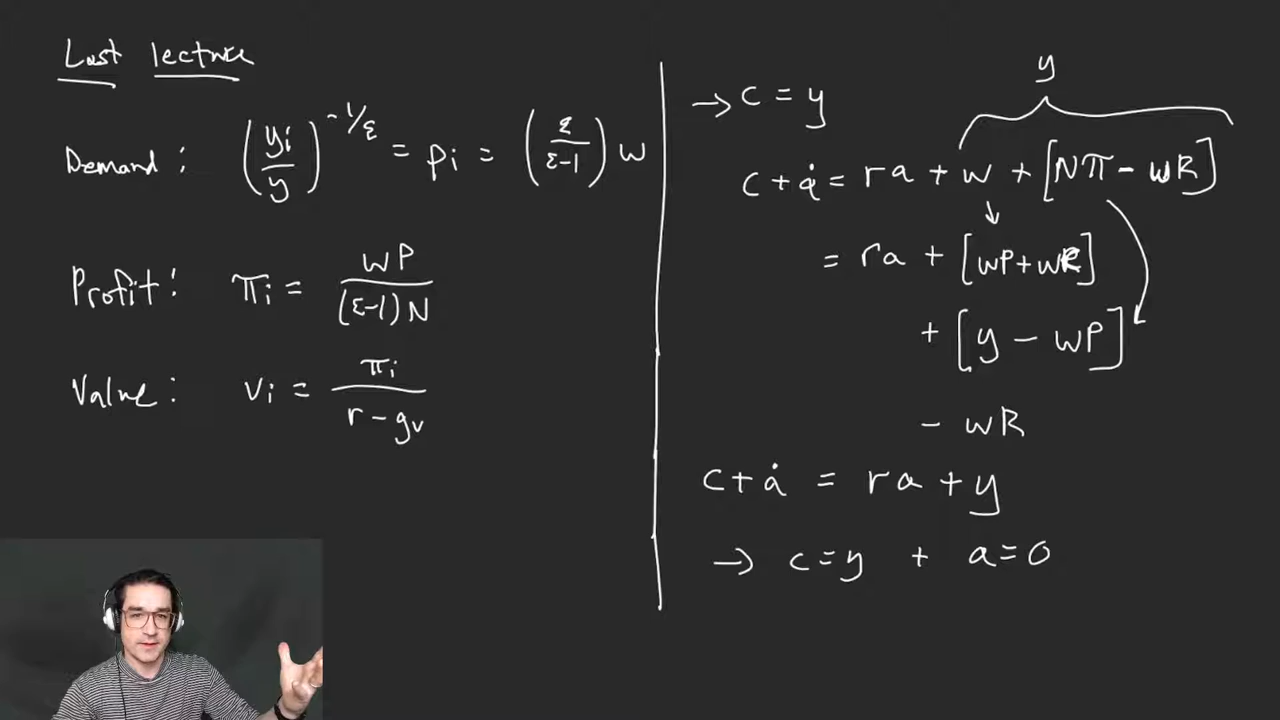 Last lecture
Demand: (yi/y)^(-1/ε) = pi = (ε/(ε-1)) w
Profit: πi = wP/((ε-1)N)
Value: vi = πi/(r - gv)
→ c = y
y
c + ȧ = ra + w + [Nπ - wR]
= ra + [wP + wR]
+ [y - wP]
- wR
c + ȧ = ra + y
→ c = y + a = 0